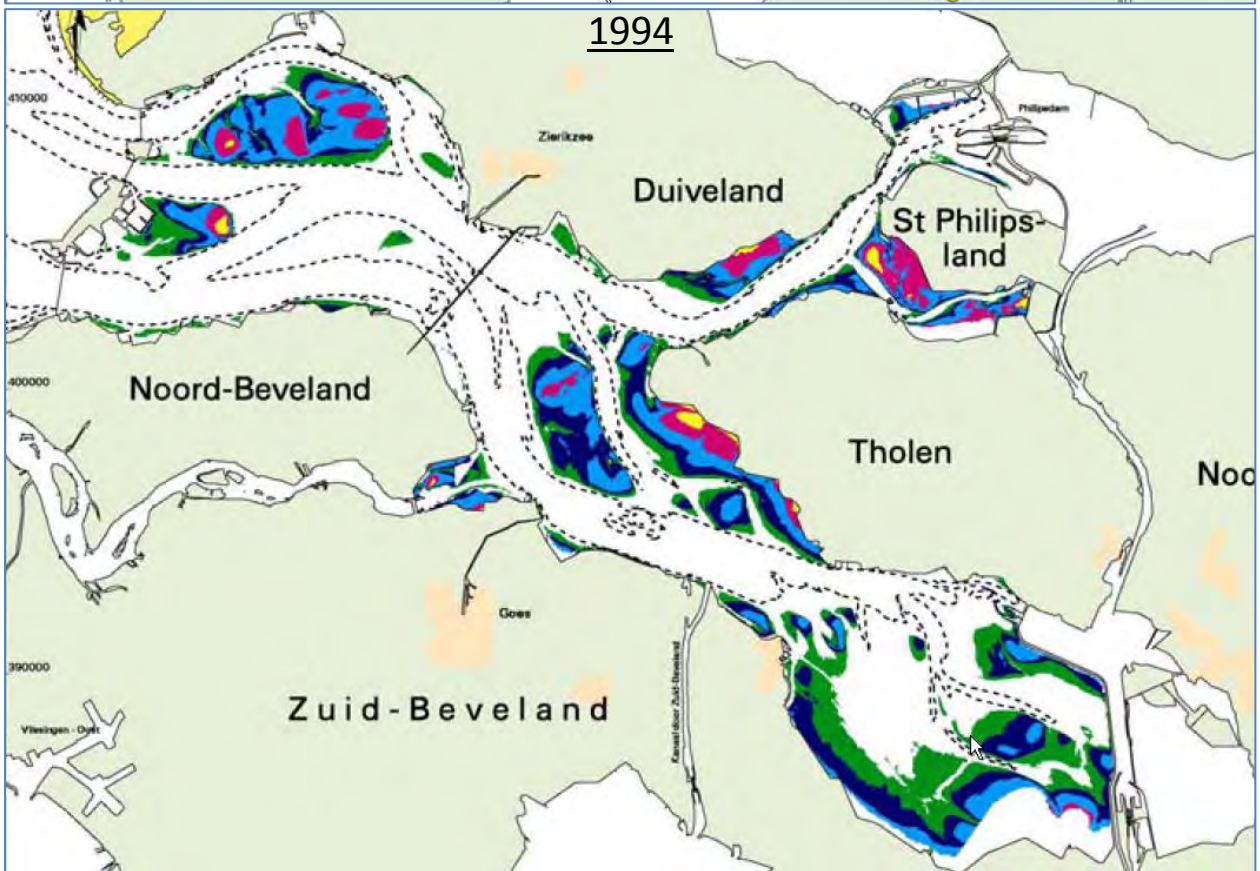 1994
410000
Philipsdam
Zierikzee
Duiveland
St Philips-
land
400000
Noord-Beveland
Tholen
Noo
Goes
390000
Kanaal door Zuid-Beveland
Zuid-Beveland
Vlissingen - Oost